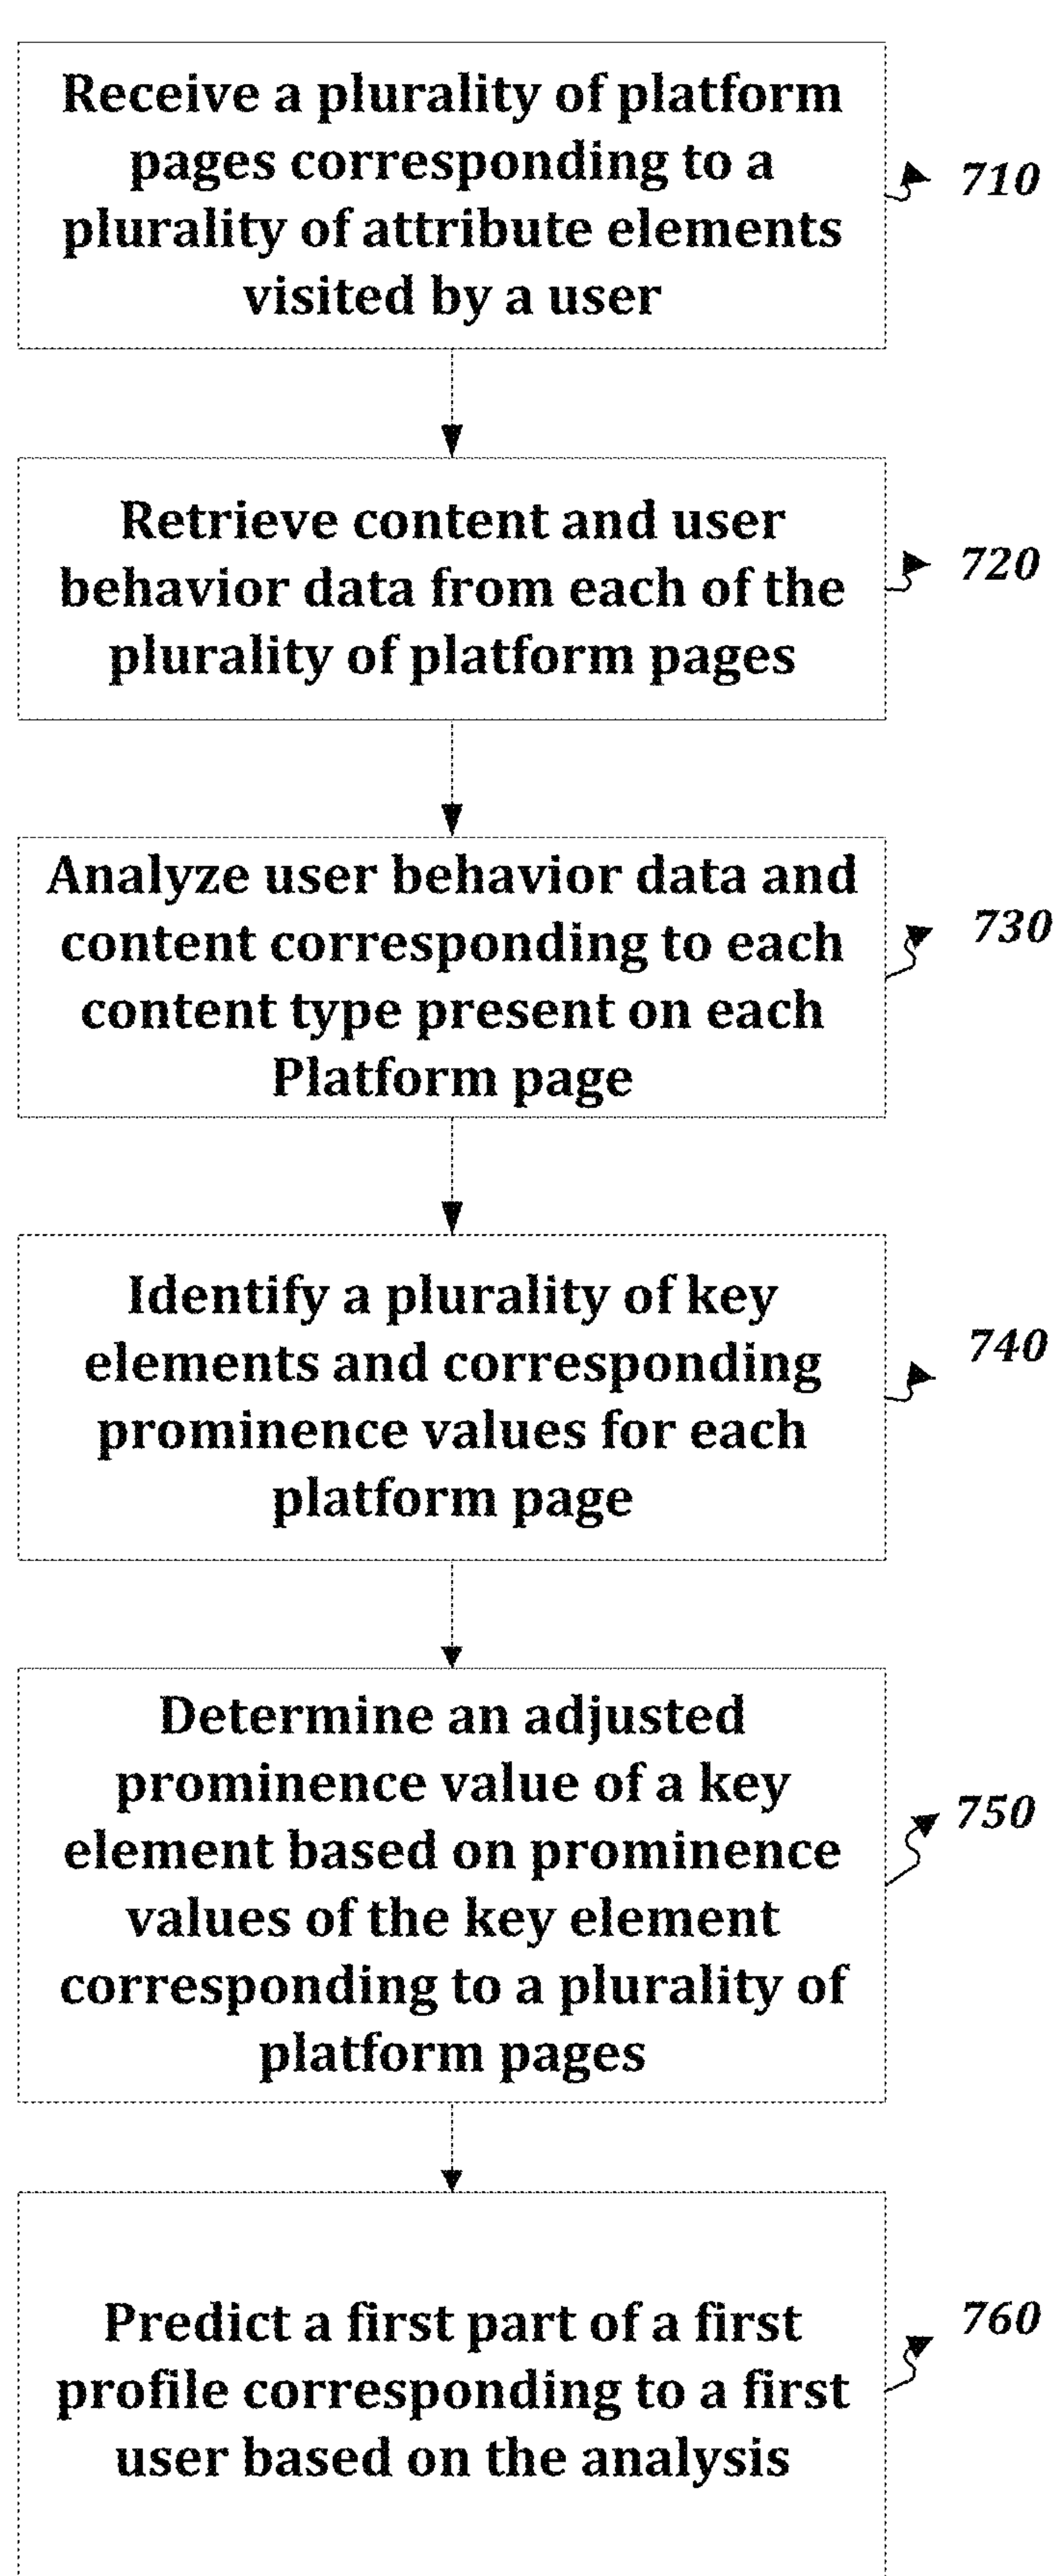 Receive a plurality of platform
pages corresponding to a
plurality of attribute elements
visited by a user
710
Retrieve content and user
behavior data from each of the
plurality of platform pages
720
Analyze user behavior data and
content corresponding to each
content type present on each
Platform page
730
Identify a plurality of key
elements and corresponding
prominence values for each
platform page
740
Determine an adjusted
prominence value of a key
element based on prominence
values of the key element
corresponding to a plurality of
platform pages
750
Predict a first part of a first
profile corresponding to a first
user based on the analysis
760